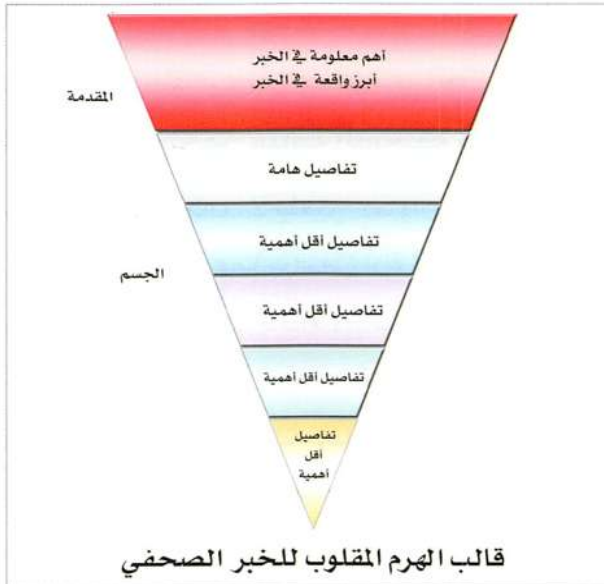 أهم معلومة في الخبر
أبرز واقعة في الخبر
المقدمة
تفاصيل هامة
تفاصيل أقل أهمية
الجسم
تفاصيل أقل أهمية
تفاصيل أقل أهمية
تفاصيل
أقل
أهمية
قالب الهرم المقلوب للخبر الصحفي